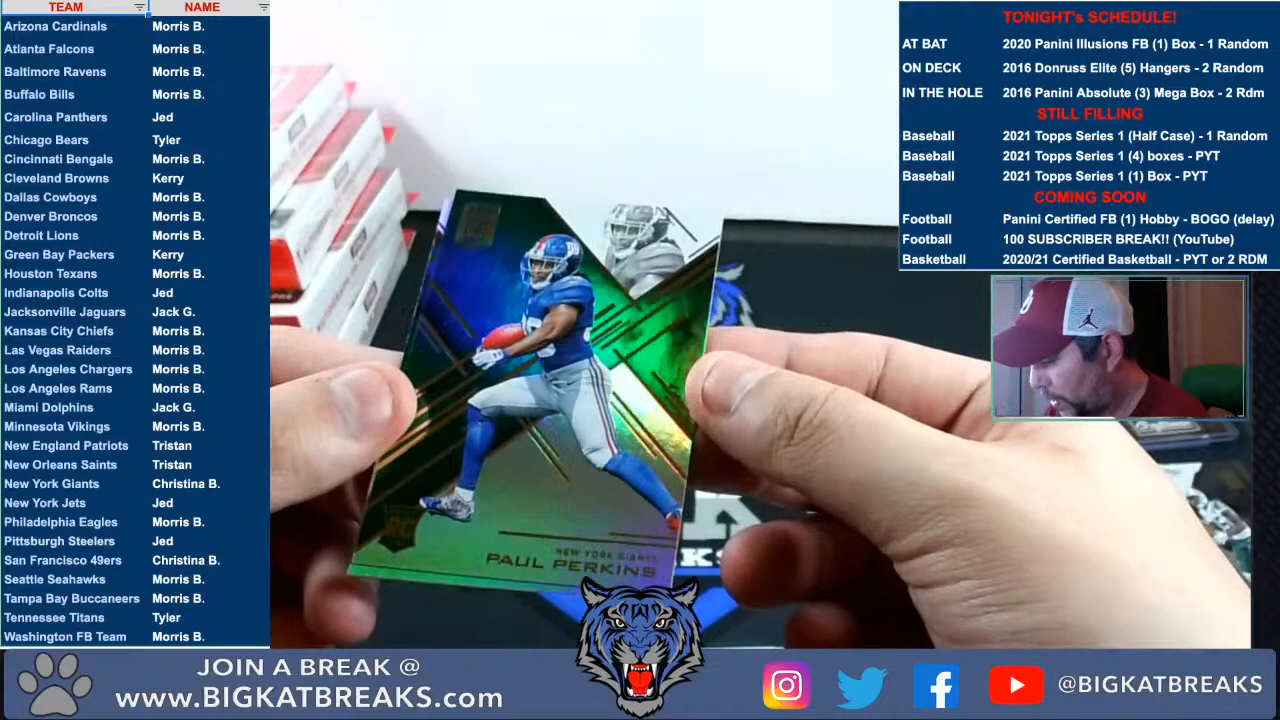 TEAM NAME
Arizona Cardinals Morris B.
Atlanta Falcons Morris B.
Baltimore Ravens Morris B.
Buffalo Bills Morris B.
Carolina Panthers Jed
Chicago Bears Tyler
Cincinnati Bengals Morris B.
Cleveland Browns Kerry
Dallas Cowboys Morris B.
Denver Broncos Morris B.
Detroit Lions Morris B.
Green Bay Packers Kerry
Houston Texans Morris B.
Indianapolis Colts Jed
Jacksonville Jaguars Jack G.
Kansas City Chiefs Morris B.
Las Vegas Raiders Morris B.
Los Angeles Chargers Morris B.
Los Angeles Rams Morris B.
Miami Dolphins Jack G.
Minnesota Vikings Morris B.
New England Patriots Tristan
New Orleans Saints Tristan
New York Giants Christina B.
New York Jets Jed
Philadelphia Eagles Morris B.
Pittsburgh Steelers Jed
San Francisco 49ers Christina B.
Seattle Seahawks Morris B.
Tampa Bay Buccaneers Morris B.
Tennessee Titans Tyler
Washington FB Team Morris B.
TONIGHT's SCHEDULE!
AT BAT 2020 Panini Illusions FB (1) Box - 1 Random
ON DECK 2016 Donruss Elite (5) Hangers - 2 Random
IN THE HOLE 2016 Panini Absolute (3) Mega Box - 2 Rdm
STILL FILLING
Baseball 2021 Topps Series 1 (Half Case) - 1 Random
Baseball 2021 Topps Series 1 (4) boxes - PYT
Baseball 2021 Topps Series 1 (1) Box - PYT
COMING SOON
Football Panini Certified FB (1) Hobby - BOGO (delay)
Football 100 SUBSCRIBER BREAK!! (YouTube)
Basketball 2020/21 Certified Basketball - PYT or 2 RDM
NEW YORK GIANTS
PAUL PERKINS
JOIN A BREAK @
www.BIGKATBREAKS.com
@BIGKATBREAKS